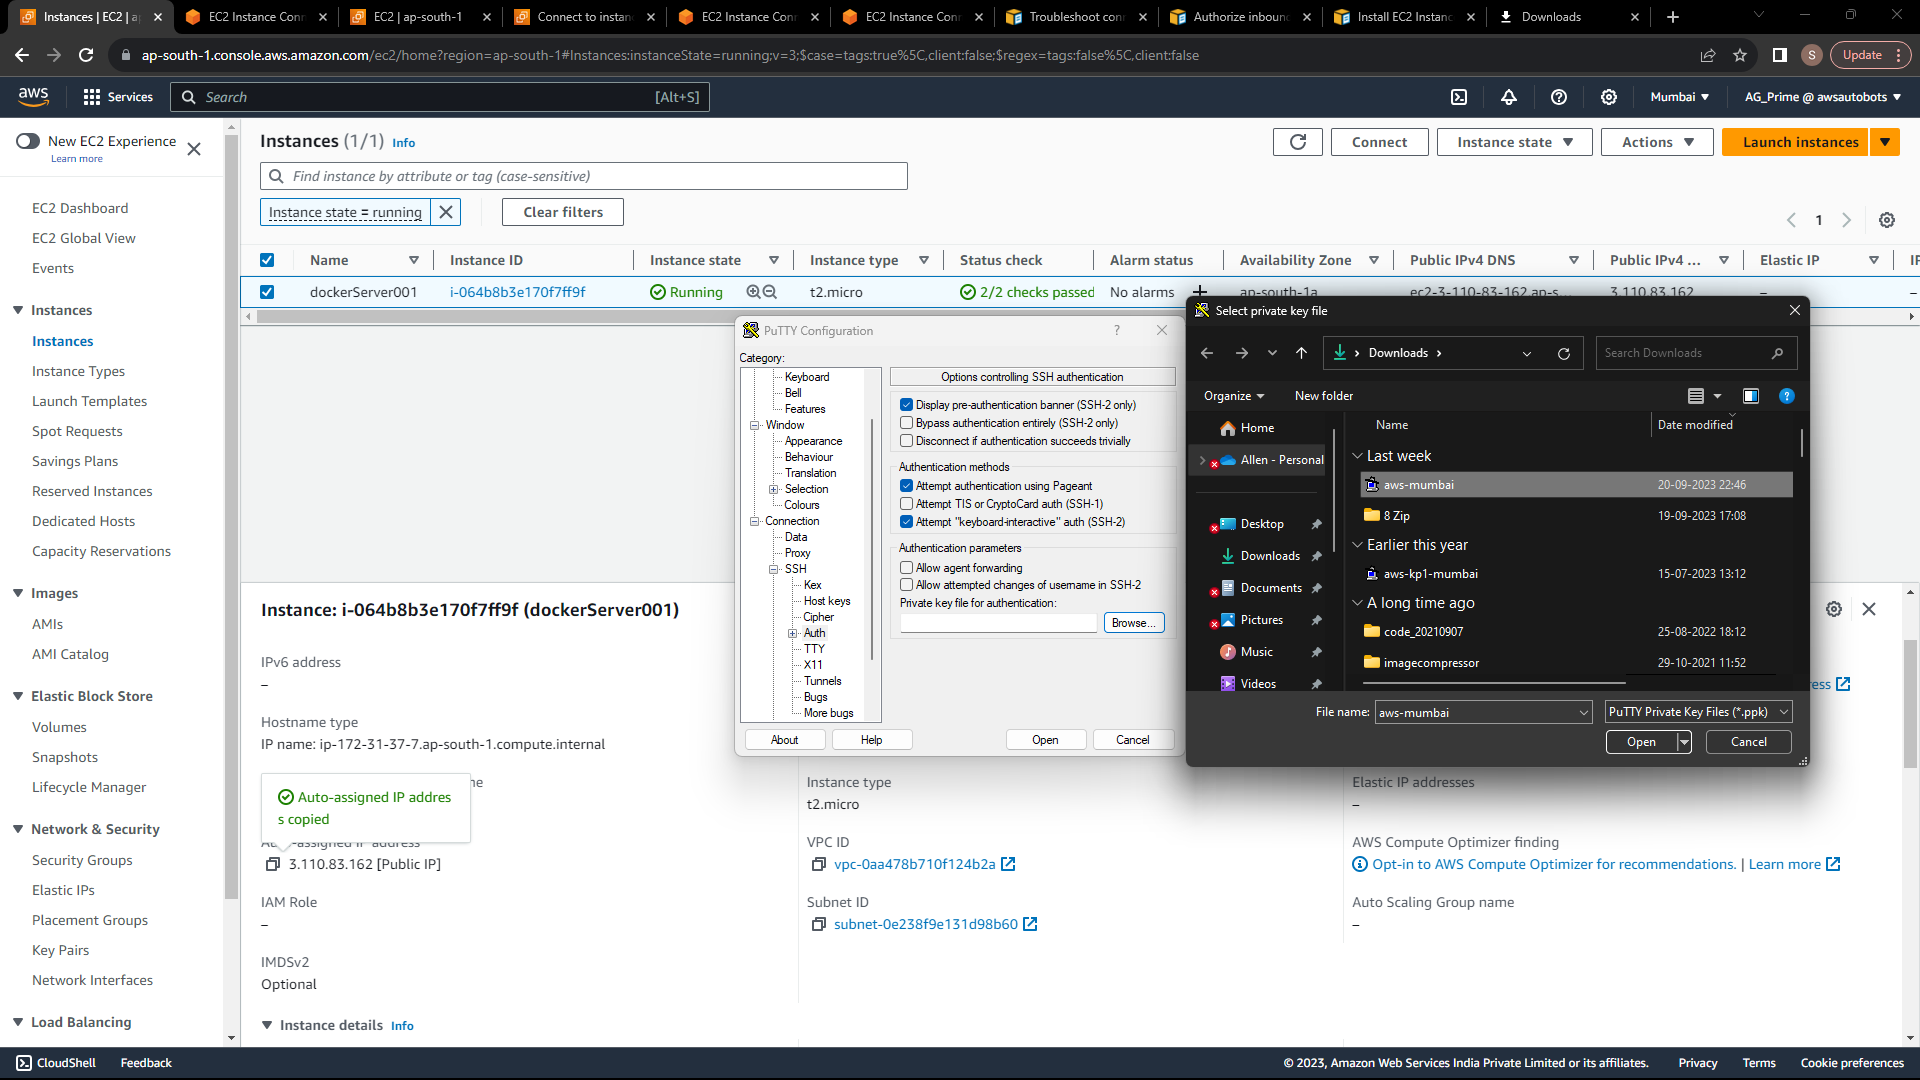 Instances | EC2 | a
EC2 Instance Conn
EC2 | ap-south-1
Connect to instan
EC2 Instance Conn
EC2 Instance Conn
Troubleshoot con
Authorize inboun
Install EC2 Instanc
Downloads
ap-south-1.console.aws.amazon.com/ec2/home?region=ap-south-1#Instances:instanceState=running;v=3;$case=tags:true%5C,client:false;$regex=tags:false%5C,client:false
S
Update
aws
Services
Search
[Alt+S]
Mumbai
AG_Prime @ awsautobots
New EC2 Experience
Learn more
EC2 Dashboard
EC2 Global View
Events
Instances
Instances
Instance Types
Launch Templates
Spot Requests
Savings Plans
Reserved Instances
Dedicated Hosts
Capacity Reservations
Images
AMIs
AMI Catalog
Elastic Block Store
Volumes
Snapshots
Lifecycle Manager
Network & Security
Security Groups
Elastic IPs
Placement Groups
Key Pairs
Network Interfaces
Load Balancing
Instances (1/1) Info
Connect
Instance state
Actions
Launch instances
Find instance by attribute or tag (case-sensitive)
Instance state = running
Clear filters
1
Name
Instance ID
Instance state
Instance type
Status check
Alarm status
Availability Zone
Public IPv4 DNS
Public IPv4 ...
Elastic IP
IP
dockerServer001
i-064b8b3e170f7ff9f
Running
t2.micro
2/2 checks passed
No alarms
ap-south-1a
ec2-3-110-83-162.ap-s...
3.110.83.162
–
–
PuTTY Configuration
?
Category:
Keyboard
Bell
Features
Window
Appearance
Behaviour
Translation
Selection
Colours
Connection
Data
Proxy
SSH
Kex
Host keys
Cipher
Auth
TTY
X11
Tunnels
Bugs
More bugs
Options controlling SSH authentication
Display pre-authentication banner (SSH-2 only)
Bypass authentication entirely (SSH-2 only)
Disconnect if authentication succeeds trivially
Authentication methods
Attempt authentication using Pageant
Attempt TIS or CryptoCard auth (SSH-1)
Attempt "keyboard-interactive" auth (SSH-2)
Authentication parameters
Allow agent forwarding
Allow attempted changes of username in SSH-2
Private key file for authentication:
Browse...
About
Help
Open
Cancel
Select private key file
Downloads
Search Downloads
Organize
New folder
Home
Allen - Personal
Desktop
Downloads
Documents
Pictures
Music
Videos
Name
Date modified
Last week
aws-mumbai
20-09-2023 22:46
8 Zip
19-09-2023 17:08
Earlier this year
aws-kp1-mumbai
15-07-2023 13:12
A long time ago
code_20210907
25-08-2022 18:12
imagecompressor
29-10-2021 11:52
File name:
aws-mumbai
PuTTY Private Key Files (*.ppk)
Open
Cancel
Instance: i-064b8b3e170f7ff9f (dockerServer001)
ress
IPv6 address
–
Hostname type
IP name: ip-172-31-37-7.ap-south-1.compute.internal
Auto-assigned IP addres
s copied
3.110.83.162 [Public IP]
IAM Role
–
IMDSv2
Optional
Instance type
t2.micro
VPC ID
vpc-0aa478b710f124b2a
Subnet ID
subnet-0e238f9e131d98b60
Elastic IP addresses
–
AWS Compute Optimizer finding
Opt-in to AWS Compute Optimizer for recommendations. | Learn more
Auto Scaling Group name
–
Instance details Info
CloudShell
Feedback
© 2023, Amazon Web Services India Private Limited or its affiliates.
Privacy
Terms
Cookie preferences